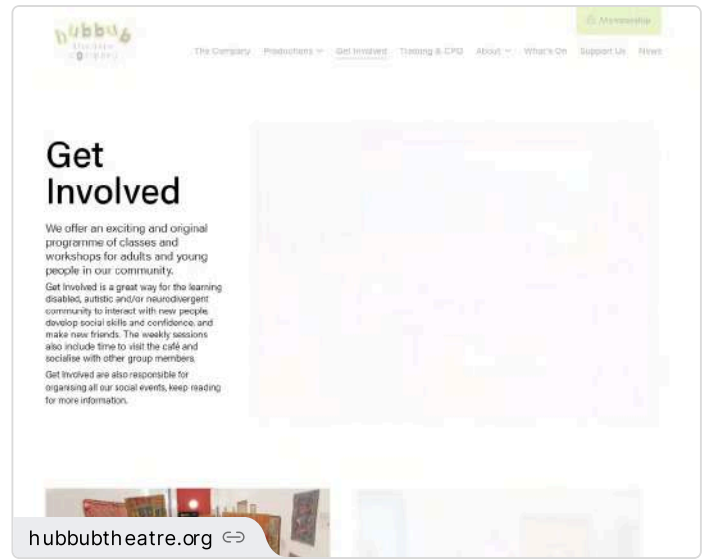 hubbub
theatre
company
Membership
The Company Productions Get Involved Training & CPD About What's On Support Us News
Get
Involved
We offer an exciting and original
programme of classes and
workshops for adults and young
people in our community.
Get Involved is a great way for the learning
disabled, autistic and/or neurodivergent
community to interact with new people,
develop social skills and confidence, and
make new friends. The weekly sessions
also include time to visit the café and
socialise with other group members.
Get Involved are also responsible for
organising all our social events, keep reading
for more information.
hubbubtheatre.org